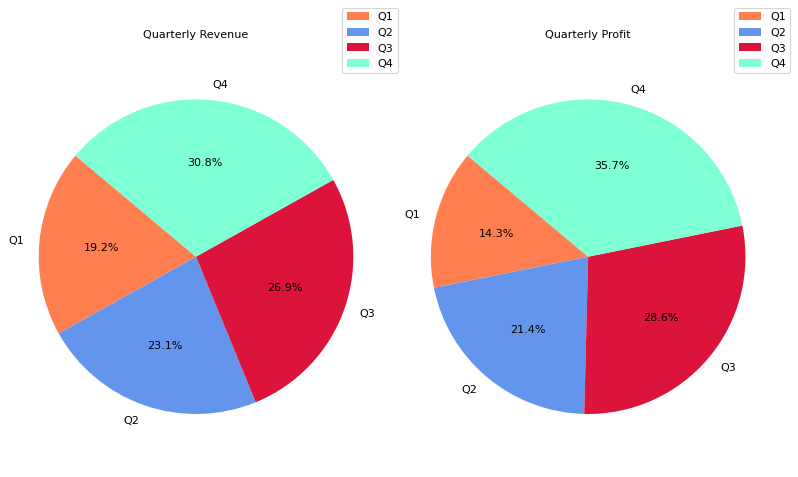 Quarterly Revenue
Q1
Q2
Q3
Q4
Q4
30.8%
Q1
19.2%
26.9%
Q3
23.1%
Q2
Quarterly Profit
Q1
Q2
Q3
Q4
Q4
35.7%
Q1
14.3%
28.6%
21.4%
Q3
Q2